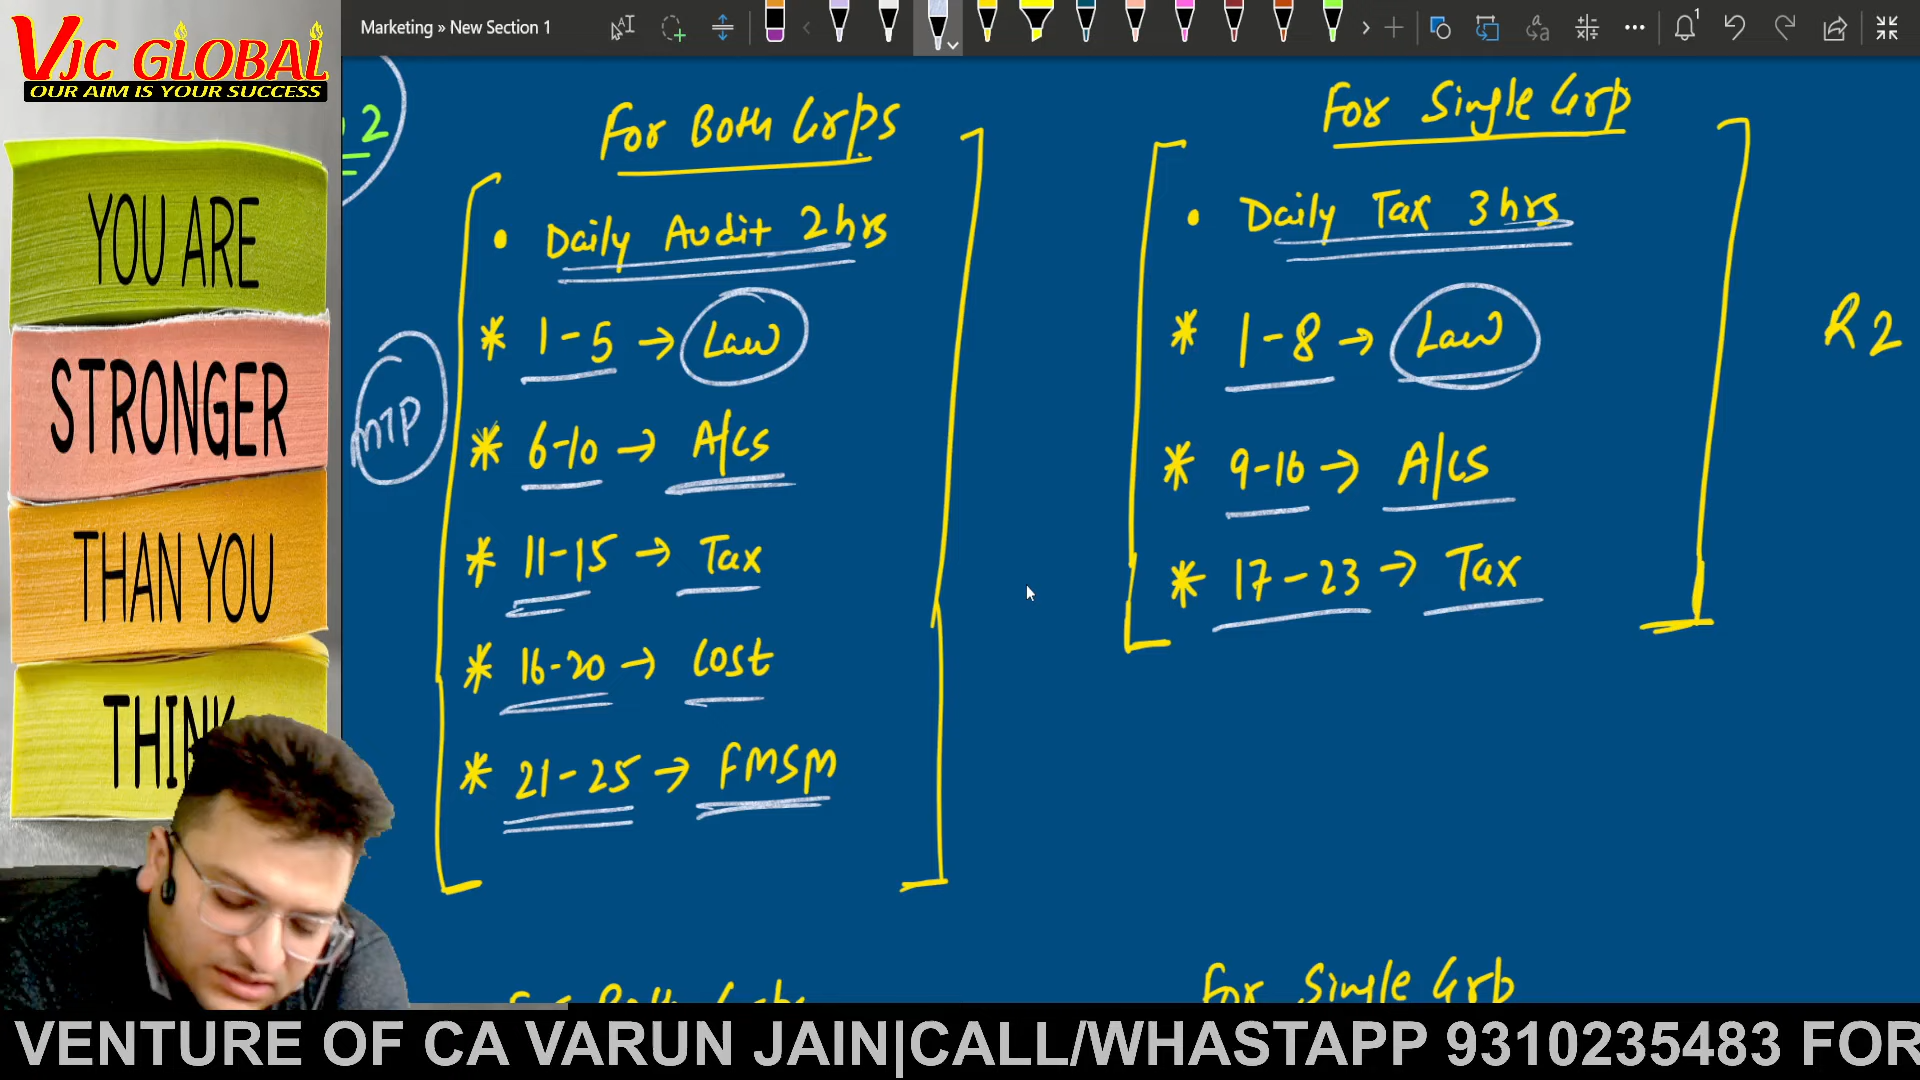 VJC GLOBAL
OUR AIM IS YOUR SUCCESS
YOU ARE
STRONGER
THAN YOU
THINK
Marketing » New Section 1
2
For Both Grps
• Daily Audit 2 hrs
* 1-5 → Law
* 6-10 → A/cs
* 11-15 → Tax
* 16-20 → Cost
* 21-25 → FMSM
MTP
For Single Grp
• Daily Tax 3 hrs
* 1-8 → Law
* 9-16 → A/cs
* 17-23 → Tax
R2
For Single Grp
VENTURE OF CA VARUN JAIN|CALL/WHASTAPP 9310235483 FOR